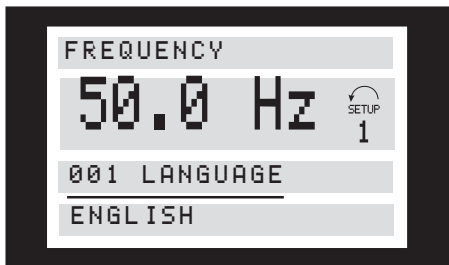 FREQUENCY
50.0 Hz
SETUP
1
001 LANGUAGE
ENGLISH